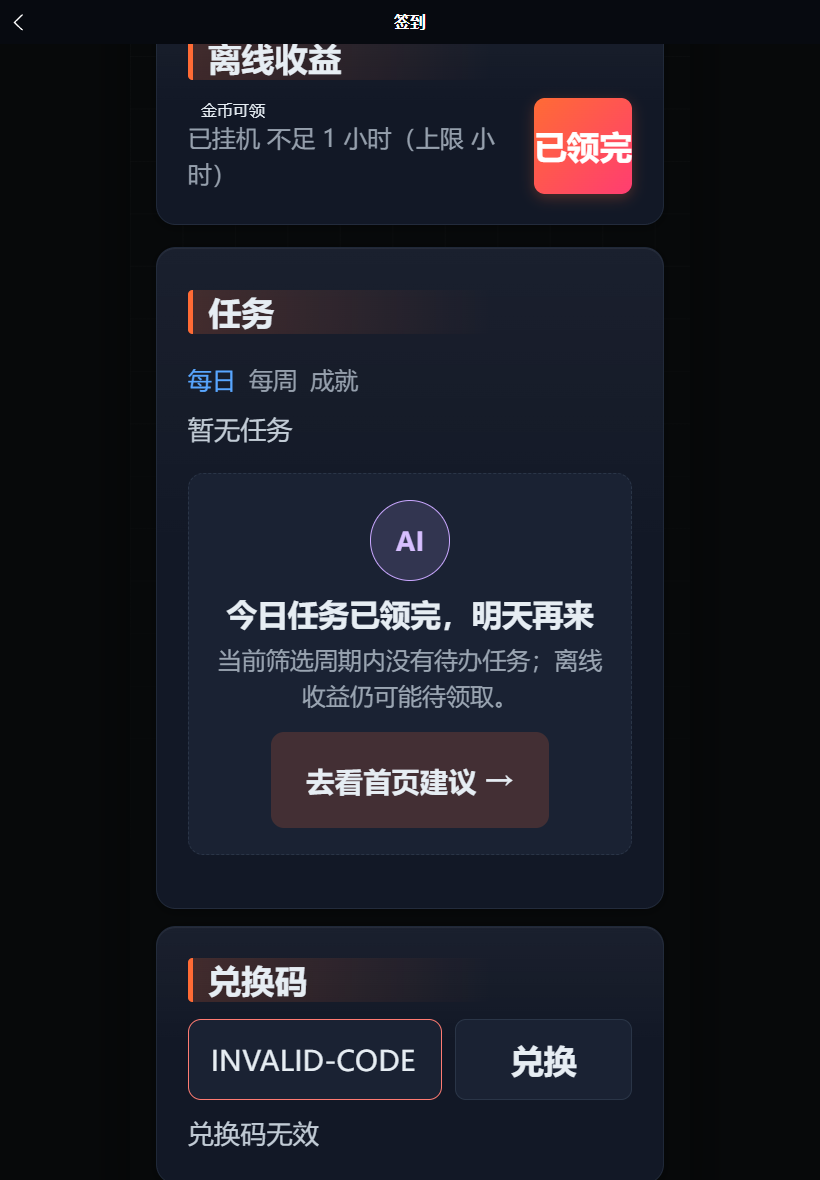 签到
离线收益
金币可领
已挂机 不足 1 小时（上限 小
时）
已领完
任务
每日 每周 成就
暂无任务
AI
今日任务已领完，明天再来
当前筛选周期内没有待办任务；离线
收益仍可能待领取。
去看首页建议 →
兑换码
INVALID-CODE
兑换
兑换码无效